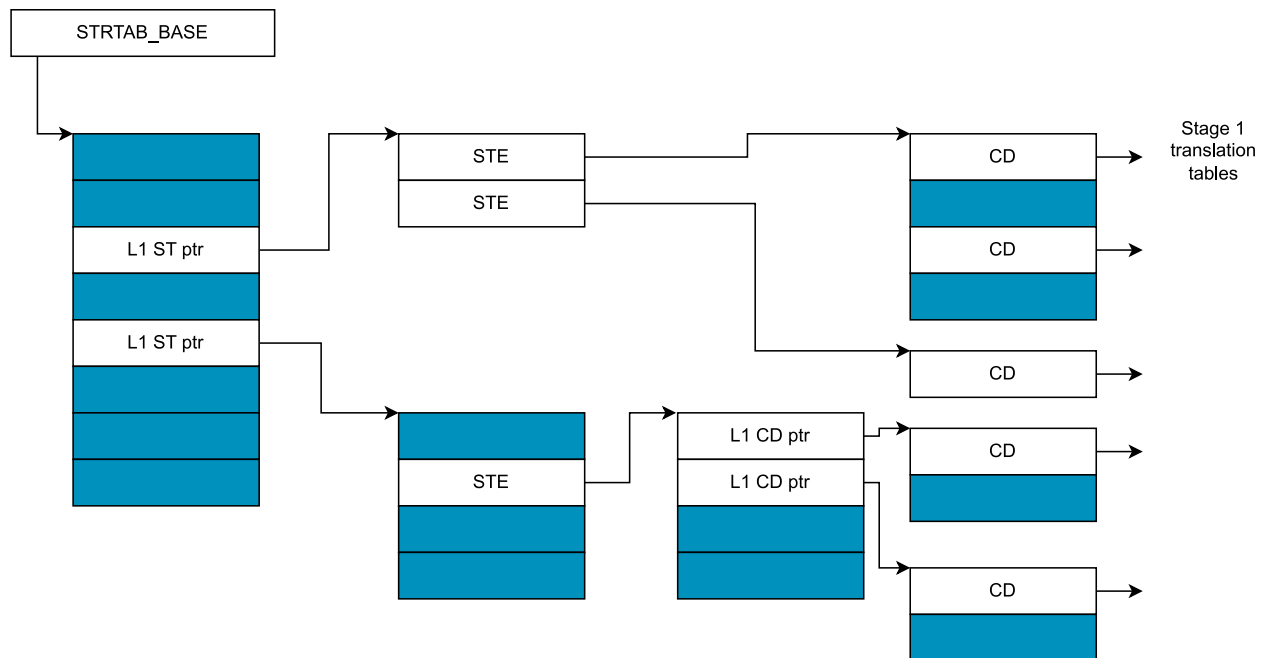 STRTAB_BASE
STE
CD
Stage 1
translation
tables
STE
L1 ST ptr
CD
L1 ST ptr
CD
L1 CD ptr
CD
STE
L1 CD ptr
CD